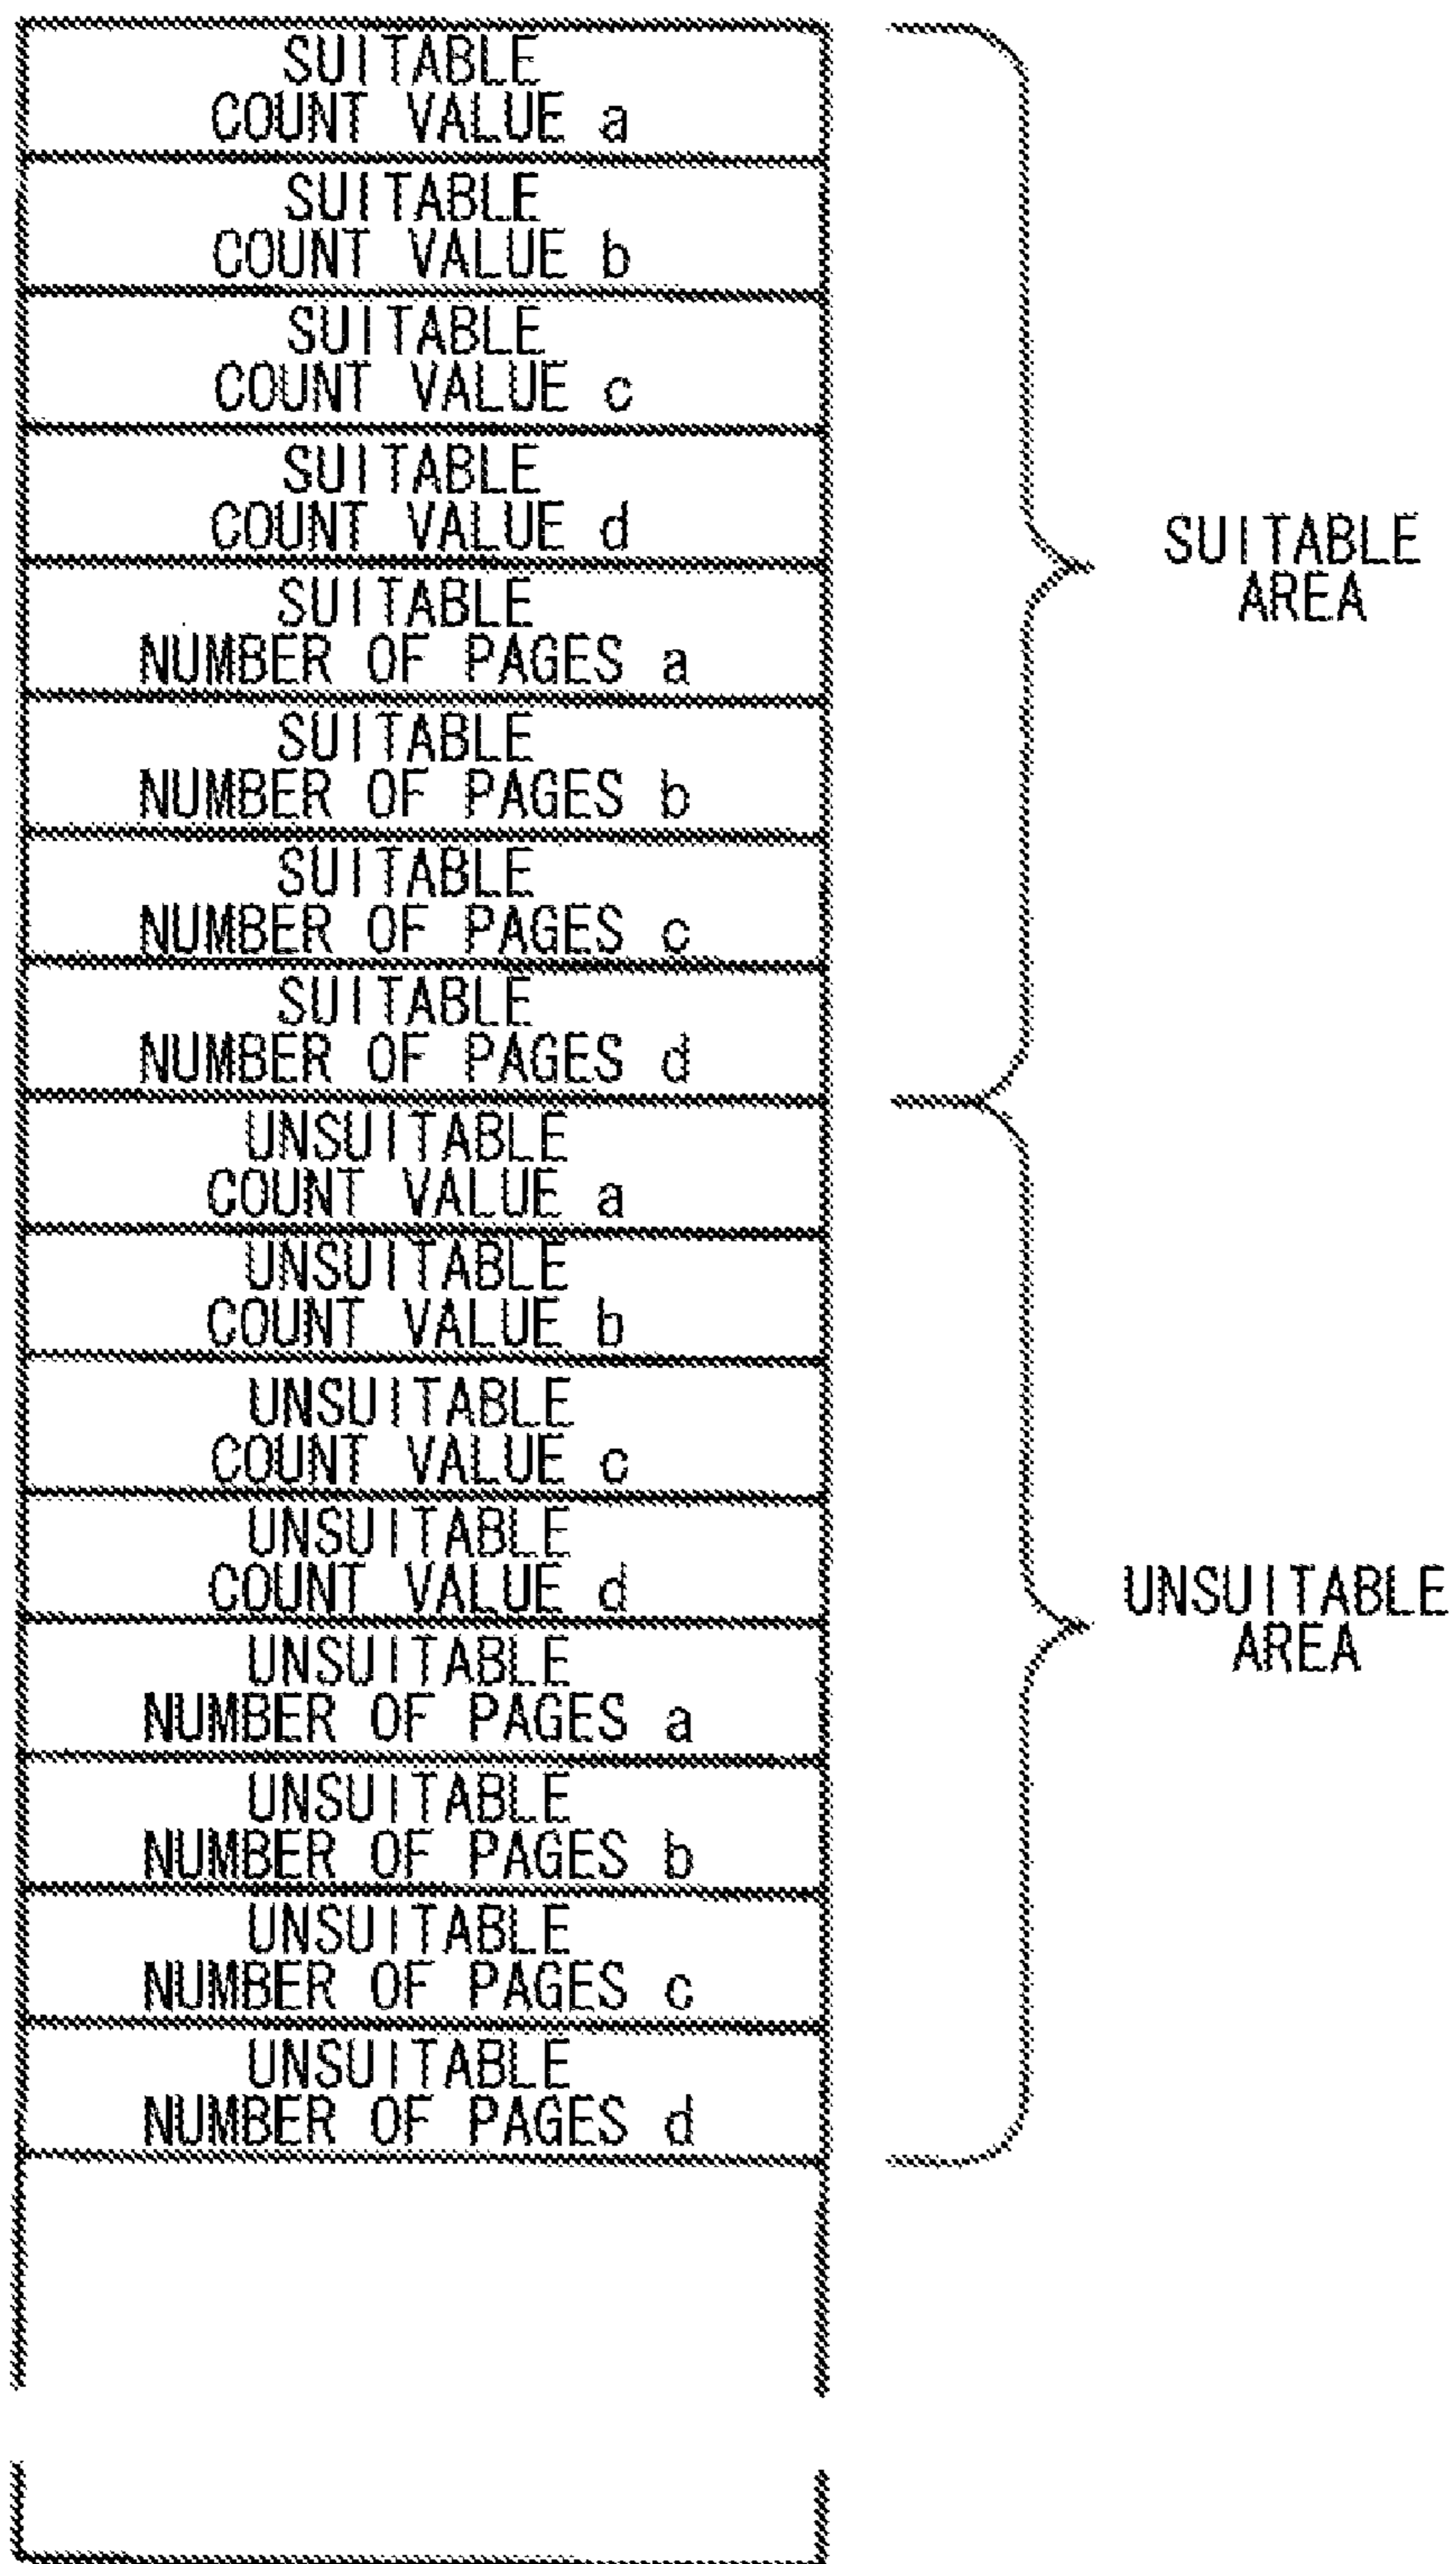 SUITABLE
COUNT VALUE a
SUITABLE
COUNT VALUE b
SUITABLE
COUNT VALUE c
SUITABLE
COUNT VALUE d
SUITABLE
NUMBER OF PAGES a
SUITABLE
NUMBER OF PAGES b
SUITABLE
NUMBER OF PAGES c
SUITABLE
NUMBER OF PAGES d
SUITABLE
AREA
UNSUITABLE
COUNT VALUE a
UNSUITABLE
COUNT VALUE b
UNSUITABLE
COUNT VALUE c
UNSUITABLE
COUNT VALUE d
UNSUITABLE
NUMBER OF PAGES a
UNSUITABLE
NUMBER OF PAGES b
UNSUITABLE
NUMBER OF PAGES c
UNSUITABLE
NUMBER OF PAGES d
UNSUITABLE
AREA